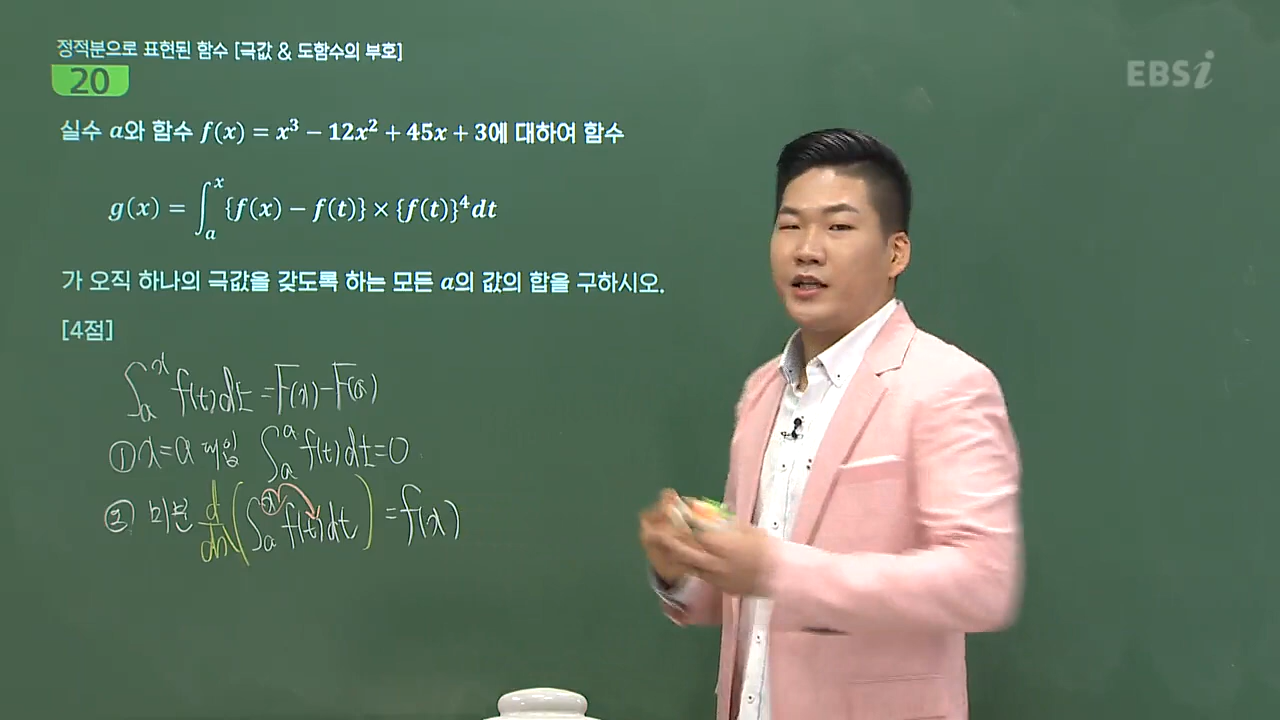 정적분으로 표현된 함수 [극값 & 도함수의 부호]
EBSi
20
실수 a와 함수 f(x) = x³ − 12x² + 45x + 3에 대하여 함수
g(x) = ∫ₐˣ {f(x) − f(t)} × {f(t)}⁴dt
가 오직 하나의 극값을 갖도록 하는 모든 a의 값의 합을 구하시오.
[4점]
∫ₐˣ f(t)dt = F(x) − F(a)
① x=a 대입 ∫ₐᵃ f(t)dt = 0
② 미분 d/dx (∫ₐˣ f(t)dt) = f(x)